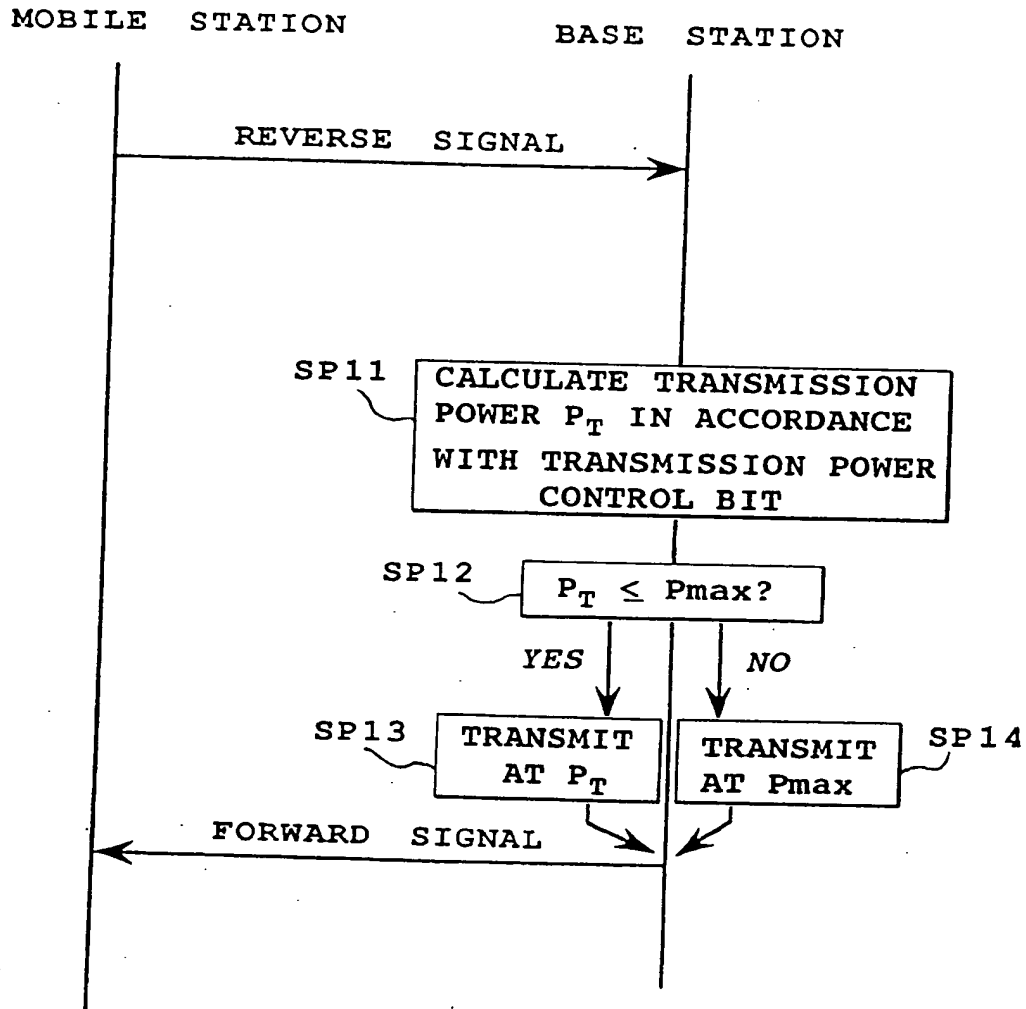 MOBILE STATION
BASE STATION
REVERSE SIGNAL
SP11
CALCULATE TRANSMISSION
POWER P_T IN ACCORDANCE
WITH TRANSMISSION POWER
CONTROL BIT
SP12
P_T ≤ Pmax?
YES
NO
SP13
TRANSMIT
AT P_T
TRANSMIT
AT Pmax
SP14
FORWARD SIGNAL